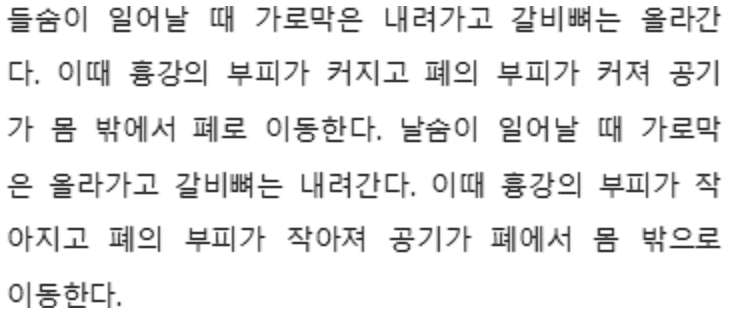 들숨이 일어날 때 가로막은 내려가고 갈비뼈는 올라간
다. 이때 흉강의 부피가 커지고 폐의 부피가 커져 공기
가 몸 밖에서 폐로 이동한다. 날숨이 일어날 때 가로막
은 올라가고 갈비뼈는 내려간다. 이때 흉강의 부피가 작
아지고 폐의 부피가 작아져 공기가 폐에서 몸 밖으로
이동한다.